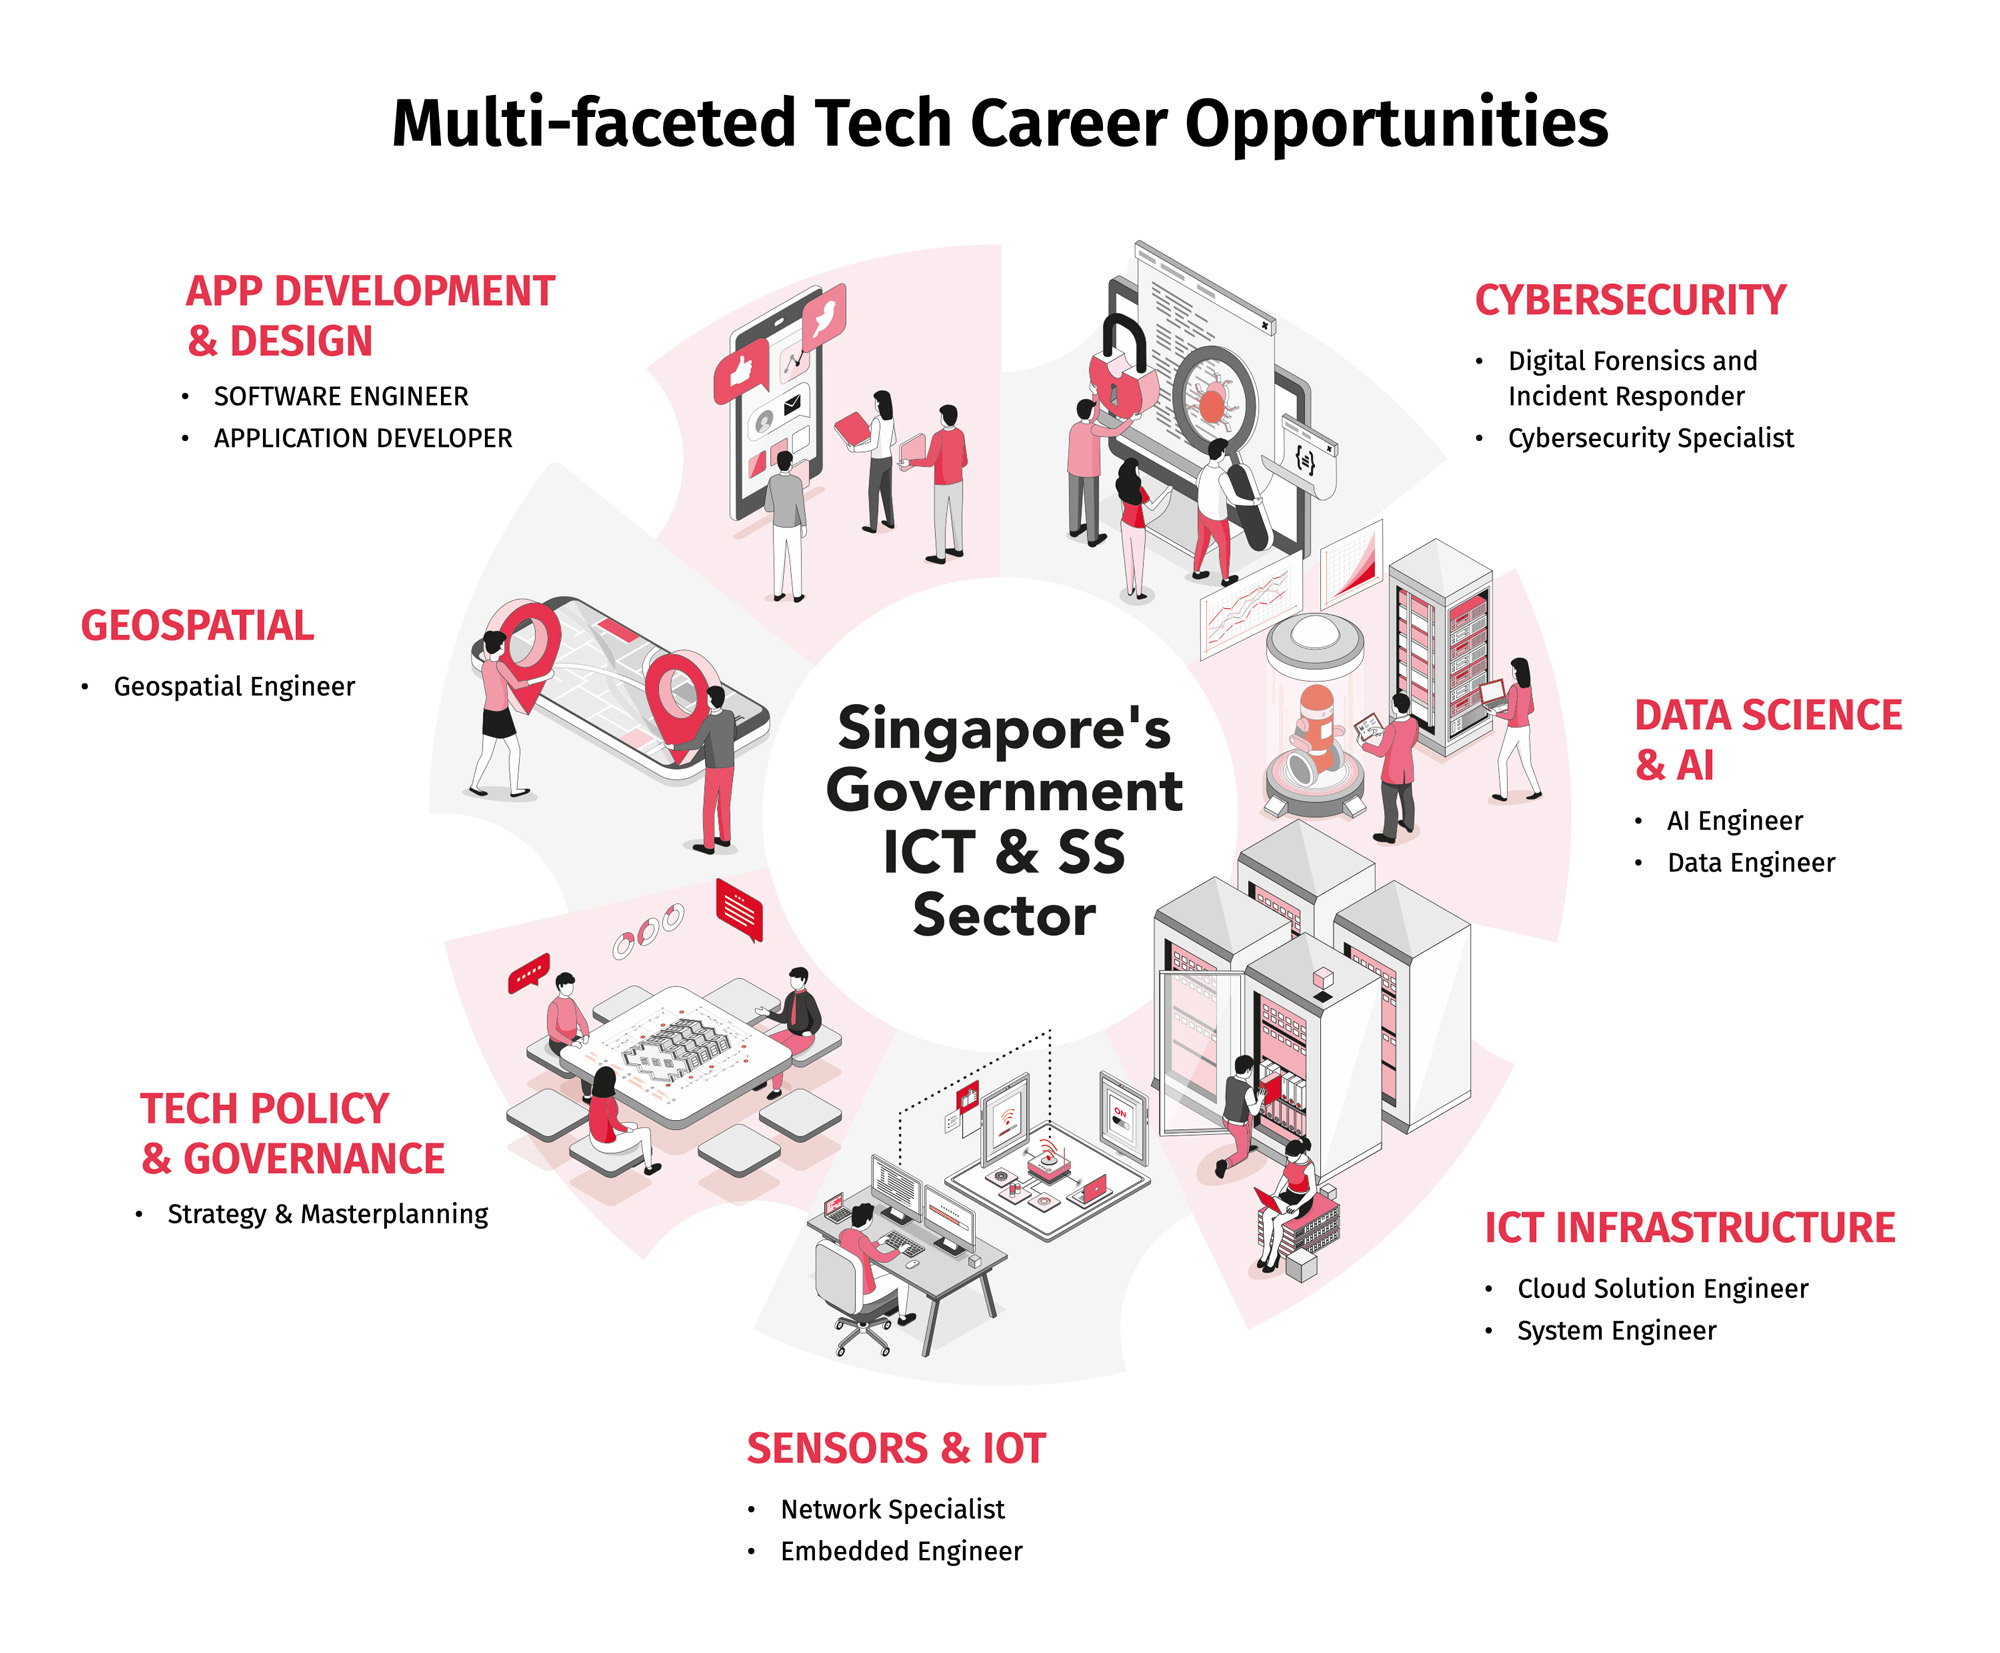 Multi-faceted Tech Career Opportunities
APP DEVELOPMENT
& DESIGN
• SOFTWARE ENGINEER
• APPLICATION DEVELOPER
CYBERSECURITY
• Digital Forensics and
Incident Responder
• Cybersecurity Specialist
GEOSPATIAL
• Geospatial Engineer
Singapore's
Government
ICT & SS
Sector
DATA SCIENCE
& AI
• AI Engineer
• Data Engineer
TECH POLICY
& GOVERNANCE
• Strategy & Masterplanning
ON
ICT INFRASTRUCTURE
• Cloud Solution Engineer
• System Engineer
SENSORS & IOT
• Network Specialist
• Embedded Engineer